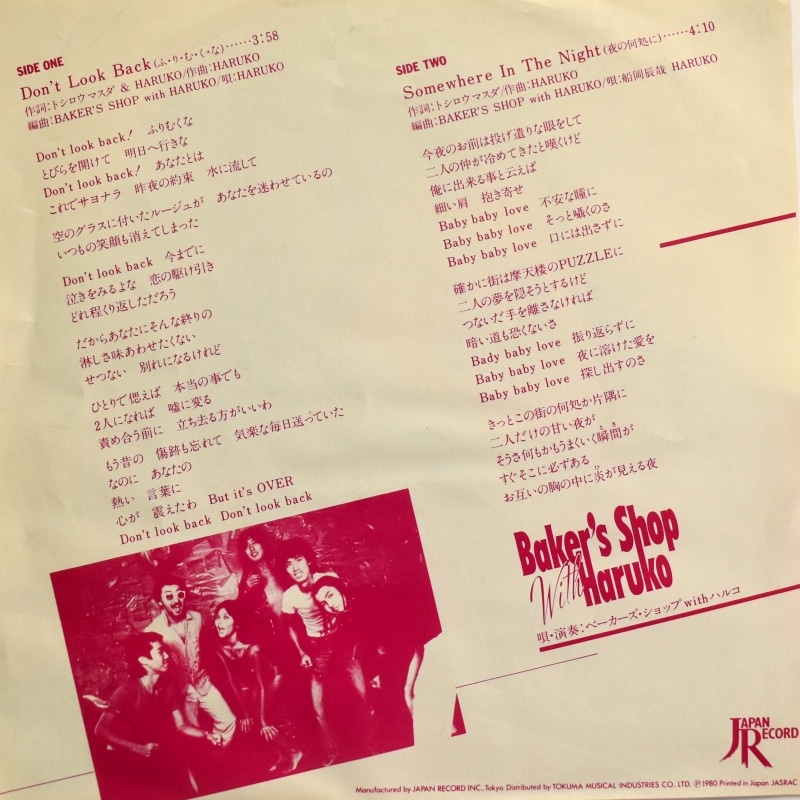 SIDE ONE
Don't Look Back(ふ・り・む・く・な)……3:58
作詞:トシロウ マスダ & HARUKO/作曲:HARUKO
編曲:BAKER'S SHOP with HARUKO/唄:HARUKO
Don't look back! ふりむくな
とびらを開けて 明日へ行きな
Don't look back! あなたとは
これでサヨナラ 昨夜の約束 水に流して
空のグラスに付いたルージュが あなたを迷わせているの
いつもの笑顔も消えてしまった
Don't look back 今までに
泣きをみるよな 恋の駆け引き
どれ程くり返しただろう
だからあなたにそんな終りの
淋しさ味あわせたくない
せつない 別れになるけれど
ひとりで偲えば 本当の事でも
2人になれば 嘘に変る
責め合う前に 立ち去る方がいいわ
もう昔の 傷跡も忘れて 気楽な毎日送っていた
なのに あなたの
熱い 言葉に
心が 震えたわ But it's OVER
Don't look back Don't look back
SIDE TWO
Somewhere In The Night(夜の何処に)……4:10
作詞:トシロウ マスダ/作曲:HARUKO
編曲:BAKER'S SHOP with HARUKO/唄:船岡辰哉 HARUKO
今夜のお前は投げ遣りな眼をして
二人の仲が冷めてきたと嘆くけど
俺に出来る事と云えば
細い肩 抱き寄せ
Baby baby love 不安な瞳に
Baby baby love そっと囁くのさ
Baby baby love 口には出さずに
確かに街は摩天楼のPUZZLEに
二人の夢を隠そうとするけど
つないだ手を離さなければ
暗い道も恐くないさ
Bady baby love 振り返らずに
Baby baby love 夜に溶けた愛を
Baby baby love 探し出すのさ
きっとこの街の何処か片隅に
二人だけの甘い夜が
そうさ何もかもうまくいく瞬間が
すぐそこに必ずある
お互いの胸の中に炎が見える夜
Baker's Shop
With Haruko
唄・演奏:ベーカーズ・ショップ with ハルコ
JAPAN RECORD
Manufactured by JAPAN RECORD INC., Tokyo Distributed by TOKUMA MUSICAL INDUSTRIES CO., LTD. Ⓟ1980 Printed in Japan JASRAC